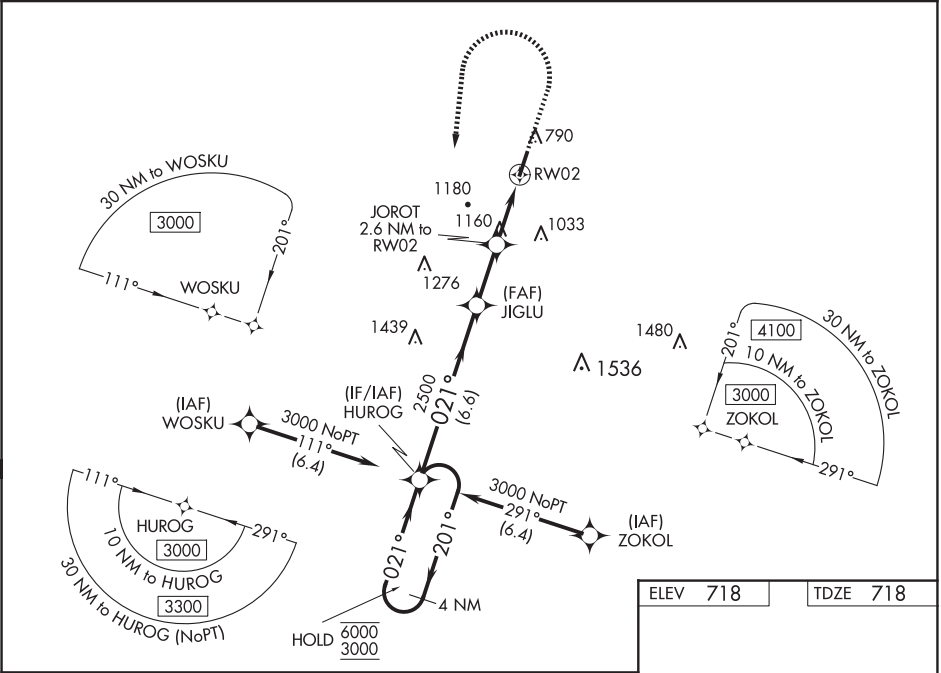 790
RW02
30 NM to WOSKU
3000
201°
111°
WOSKU
1180
JOROT
2.6 NM to
RW02
1160
1033
1276
(FAF)
JIGLU
1439
1480
1536
4100
30 NM to ZOKOL
201°
10 NM to ZOKOL
3000
ZOKOL
291°
(IF/IAF)
HUROG
2500
021°
(6.6)
(IAF)
WOSKU
3000 NoPT
111°
(6.4)
3000 NoPT
291°
(6.4)
(IAF)
ZOKOL
111°
HUROG
291°
3000
10 NM to HUROG
3300
30 NM to HUROG (NoPT)
021°
201°
4 NM
HOLD
6000
3000
ELEV 718
TDZE 718